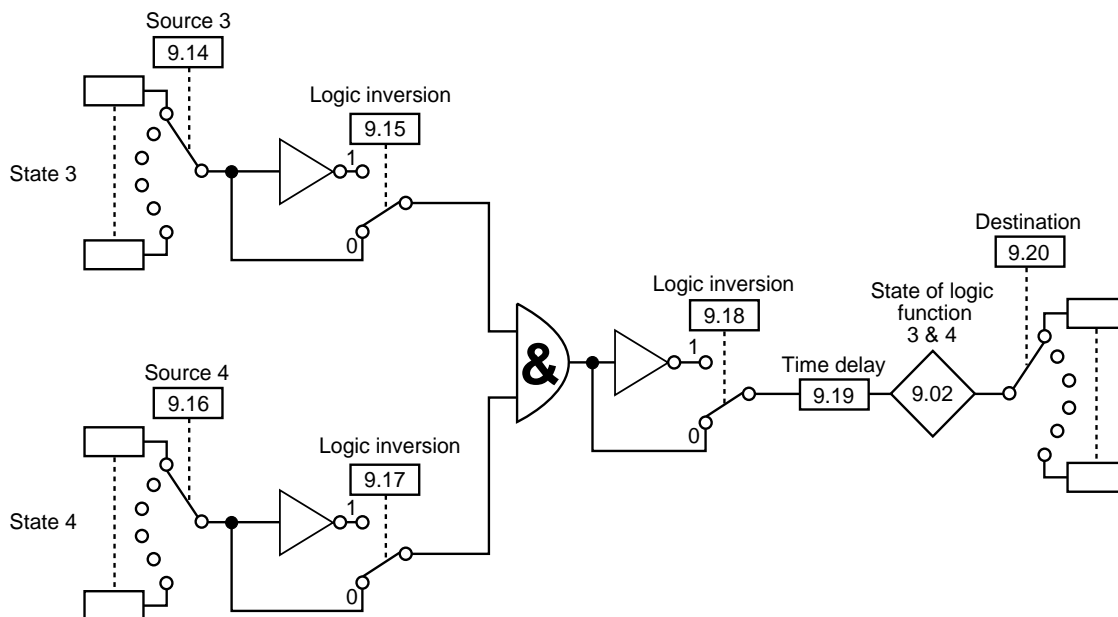 Source 3
9.14
Logic inversion
9.15
1
State 3
0
Destination
9.20
Logic inversion
9.18
State of logic
function
3 & 4
&
1
Time delay
9.19
9.02
0
Source 4
9.16
Logic inversion
9.17
1
State 4
0